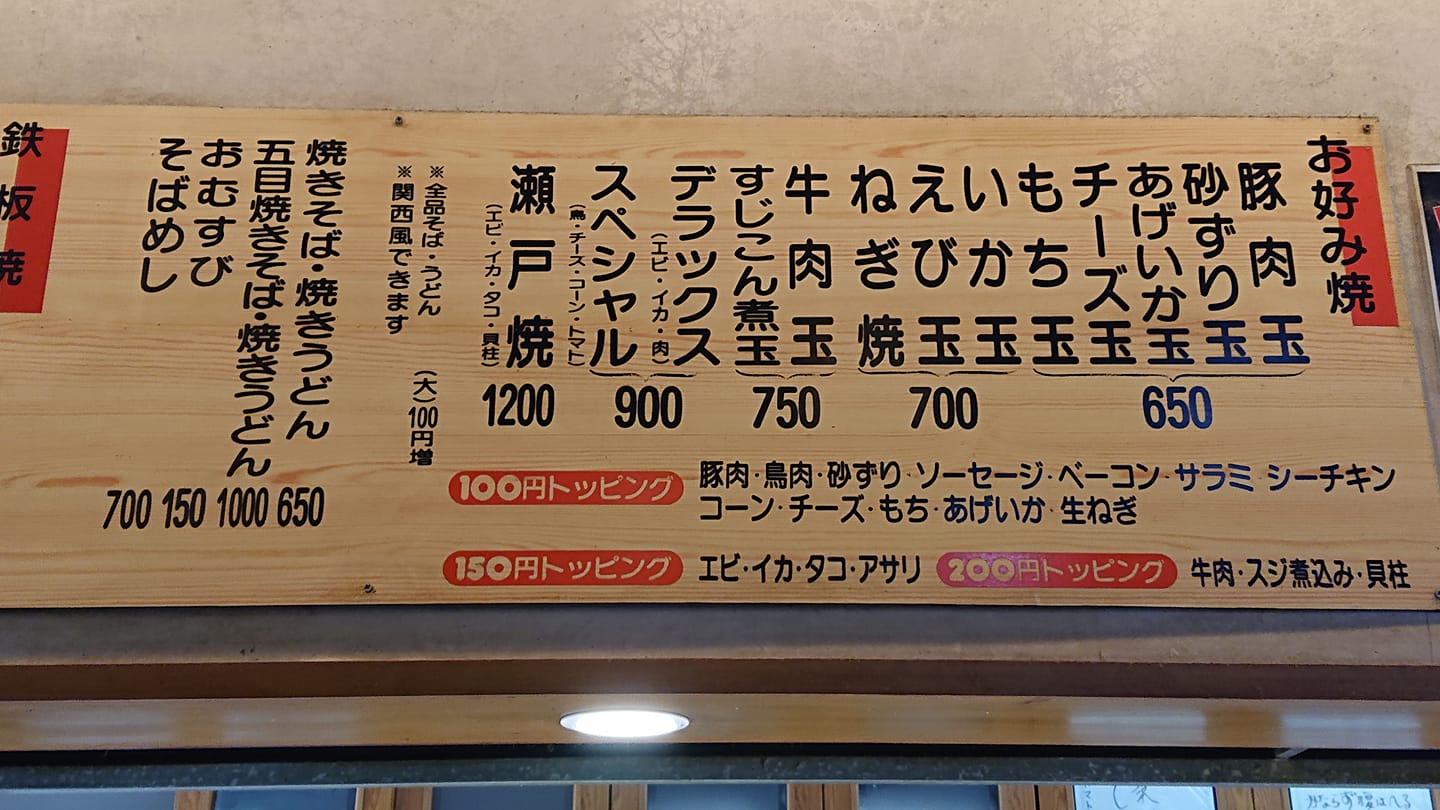 お好み焼
豚肉玉
砂ずり玉
あげいか玉
チーズ玉
もち玉
650
いか玉
えび玉
ねぎ焼
700
牛肉玉
すじこん煮玉
750
デラックス
(エビ・イカ・肉)
スペシャル
(鳥・チーズ・コーン・トマト)
900
瀬戸焼
(エビ・イカ・タコ・貝柱)
1200
※全品そば・うどん (大)100円増
※関西風できます
100円トッピング 豚肉・鳥肉・砂ずり・ソーセージ・ベーコン・サラミ シーチキン
コーン・チーズ・もち・あげいか・生ねぎ
150円トッピング エビ・イカ・タコ・アサリ
200円トッピング 牛肉・スジ煮込み・貝柱
焼きそば・焼きうどん 650
五目焼きそば・焼きうどん 1000
おむすび 150
そばめし 700
鉄板焼